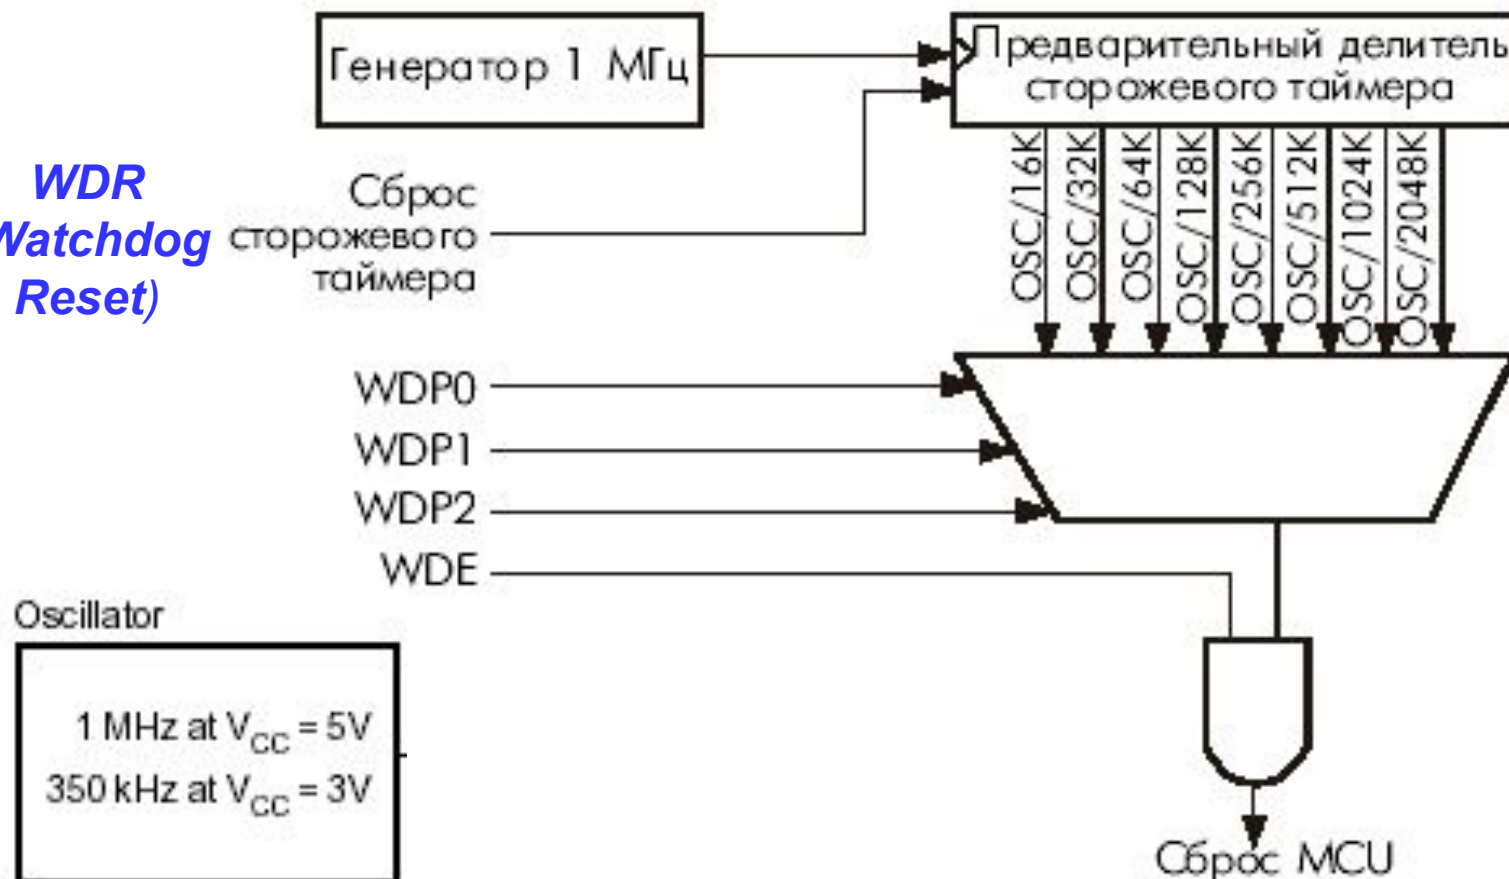 Генератор 1 МГц
Предварительный делитель
сторожевого таймера
WDR
Watchdog
Reset)
Сброс
сторожевого
таймера
OSC/16K
OSC/32K
OSC/64K
OSC/128K
OSC/256K
OSC/512K
OSC/1024K
OSC/2048K
WDP0
WDP1
WDP2
WDE
Oscillator
1 MHz at VCC = 5V
350 kHz at VCC = 3V
Сброс MCU